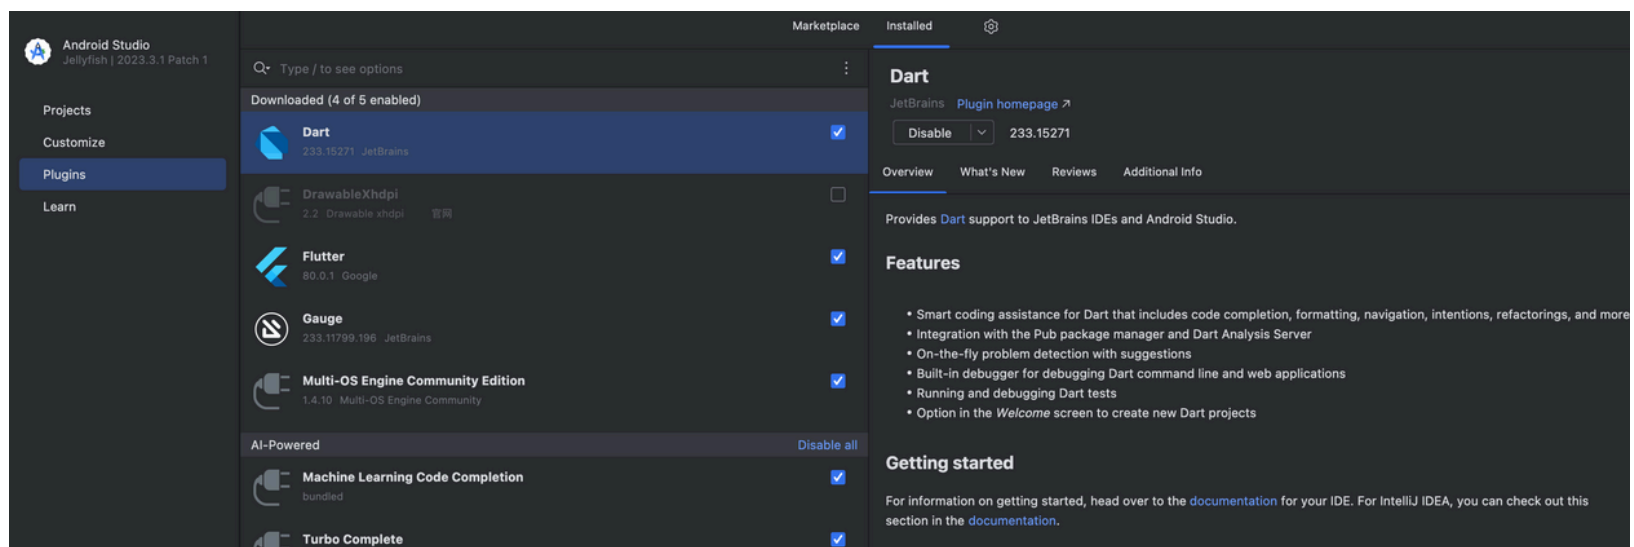 Android Studio
Jellyfish | 2023.3.1 Patch 1
Projects
Customize
Plugins
Learn
Marketplace
Installed
Type / to see options
Downloaded (4 of 5 enabled)
Dart
233.15271 JetBrains
DrawableXhdpi
2.2 Drawable xhdpi 官网
Flutter
80.0.1 Google
Gauge
233.11799.196 JetBrains
Multi-OS Engine Community Edition
1.4.10 Multi-OS Engine Community
AI-Powered Disable all
Machine Learning Code Completion
bundled
Turbo Complete
Dart
JetBrains Plugin homepage ↗
Disable 233.15271
Overview What's New Reviews Additional Info
Provides Dart support to JetBrains IDEs and Android Studio.
Features
• Smart coding assistance for Dart that includes code completion, formatting, navigation, intentions, refactorings, and more
• Integration with the Pub package manager and Dart Analysis Server
• On-the-fly problem detection with suggestions
• Built-in debugger for debugging Dart command line and web applications
• Running and debugging Dart tests
• Option in the Welcome screen to create new Dart projects
Getting started
For information on getting started, head over to the documentation for your IDE. For IntelliJ IDEA, you can check out this
section in the documentation.